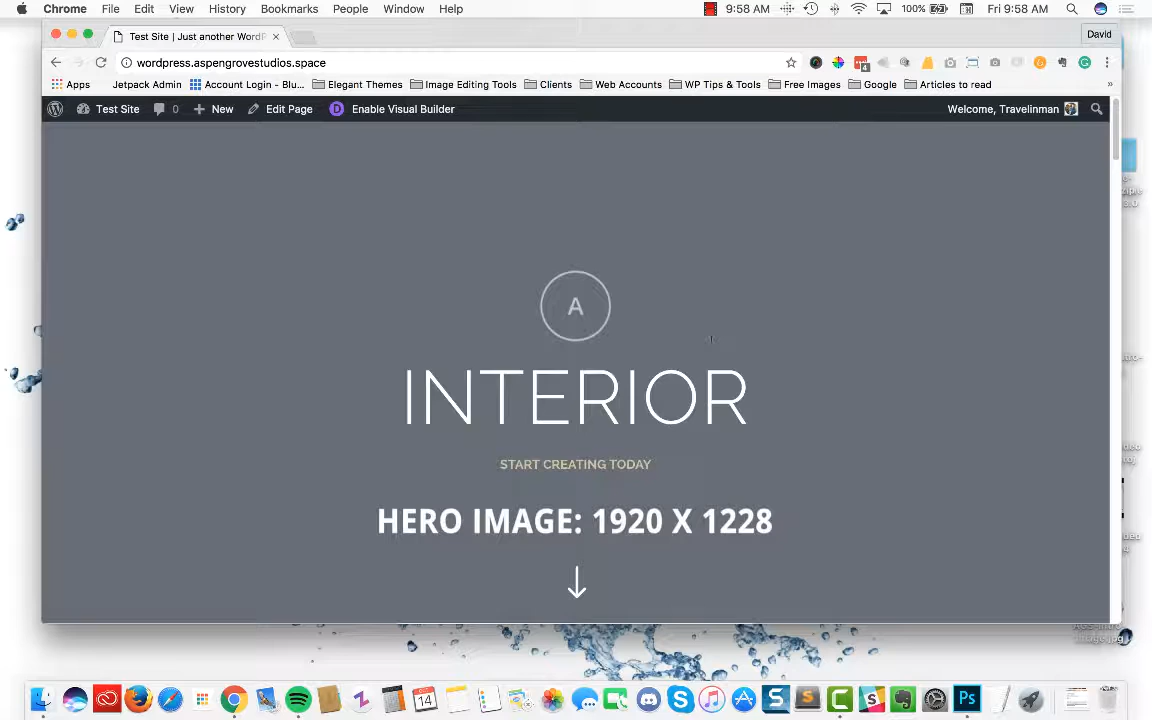 Chrome File Edit View History Bookmarks People Window Help 9:58 AM 100% Fri 9:58 AM
Test Site | Just another WordP David
wordpress.aspengrovestudios.space
Apps Jetpack Admin Account Login - Blu... Elegant Themes Image Editing Tools Clients Web Accounts WP Tips & Tools Free Images Google Articles to read »
Test Site 0 New Edit Page D Enable Visual Builder Welcome, Travelinman
A
INTERIOR
START CREATING TODAY
HERO IMAGE: 1920 X 1228